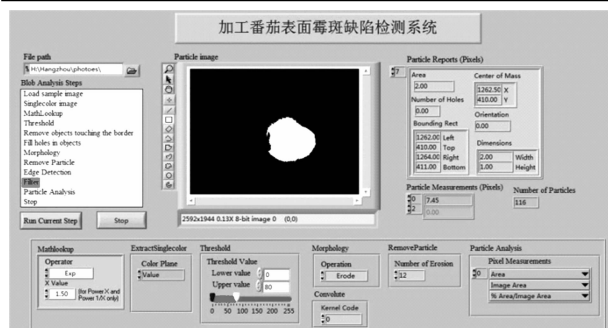 加工番茄表面霉斑缺陷检测系统
File path
H:\Hangzhou\photoes\
Blob Analysis Steps
Load sample image
Singlecolor image
MathLookup
Threshold
Remove objects touching the border
Fill holes in objects
Morphology
Remove Particle
Edge Detection
Filter
Particle Analysis
Stop
Run Current Step
Stop
Particle image
2592x1944 0.13X 8-bit image 0 (0,0)
Particle Reports (Pixels)
7
Area
2.00
Number of Holes
0.00
Bounding Rect
1262.00 Left
410.00 Top
1264.00 Right
411.00 Bottom
Center of Mass
1262.50 X
410.00 Y
Orientation
0.00
Dimensions
2.00 Width
1.00 Height
Particle Measurements (Pixels)
0 7.45
2 0.00
Number of Particles
116
Mathlookup
Operator
Exp
X Value
1.50
(for Power X and
Power 1/X only)
ExtractSinglecolor
Color Plane
Value
Threshold
Threshold Value
Lower value 0
Upper value 80
0 50 100 150 200 255
Morphology
Operation
Erode
Convolute
Kernel Code
0
RemoveParticle
Number of Erosion
12
Particle Analysis
Pixel Measurements
0 Area
Image Area
% Area/Image Area